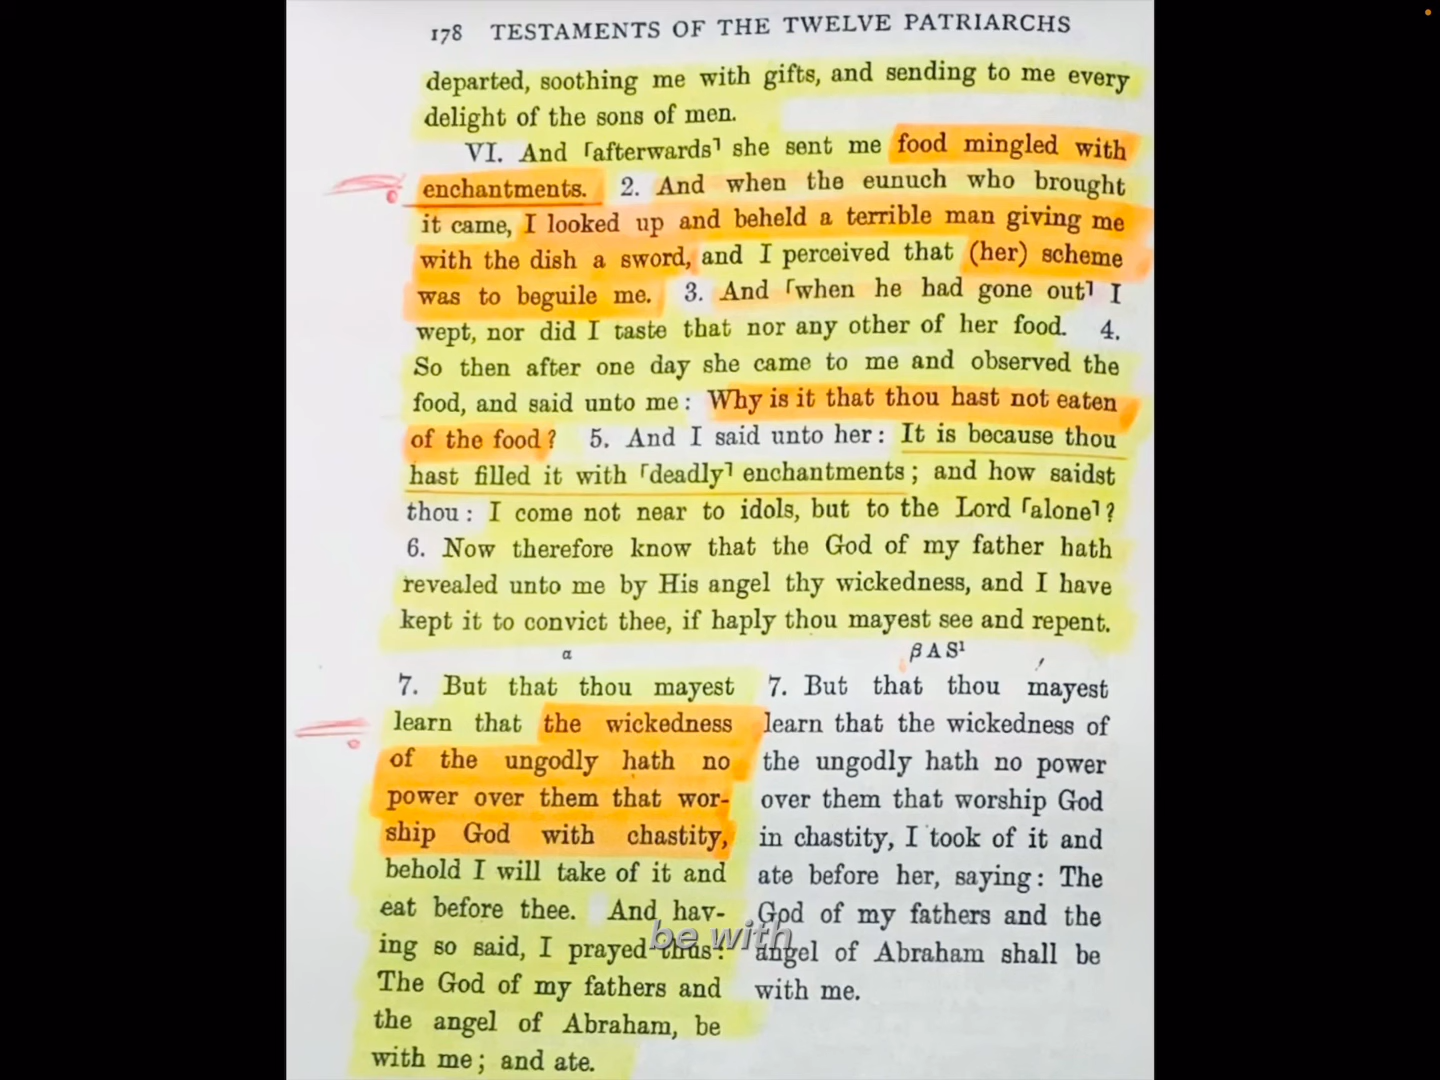 178 TESTAMENTS OF THE TWELVE PATRIARCHS
departed, soothing me with gifts, and sending to me every
delight of the sons of men.
VI. And ⌈afterwards⌉ she sent me food mingled with
enchantments. 2. And when the eunuch who brought
it came, I looked up and beheld a terrible man giving me
with the dish a sword, and I perceived that (her) scheme
was to beguile me. 3. And ⌈when he had gone out⌉ I
wept, nor did I taste that nor any other of her food. 4.
So then after one day she came to me and observed the
food, and said unto me: Why is it that thou hast not eaten
of the food? 5. And I said unto her: It is because thou
hast filled it with ⌈deadly⌉ enchantments; and how saidst
thou: I come not near to idols, but to the Lord ⌈alone⌉?
6. Now therefore know that the God of my father hath
revealed unto me by His angel thy wickedness, and I have
kept it to convict thee, if haply thou mayest see and repent.
α
7. But that thou mayest
learn that the wickedness
of the ungodly hath no
power over them that wor-
ship God with chastity,
behold I will take of it and
eat before thee. And hav-
ing so said, I prayed thus:
The God of my fathers and
the angel of Abraham, be
with me; and ate.
β A S¹
7. But that thou mayest
learn that the wickedness of
the ungodly hath no power
over them that worship God
in chastity, I took of it and
ate before her, saying: The
God of my fathers and the
angel of Abraham shall be
with me.
be with